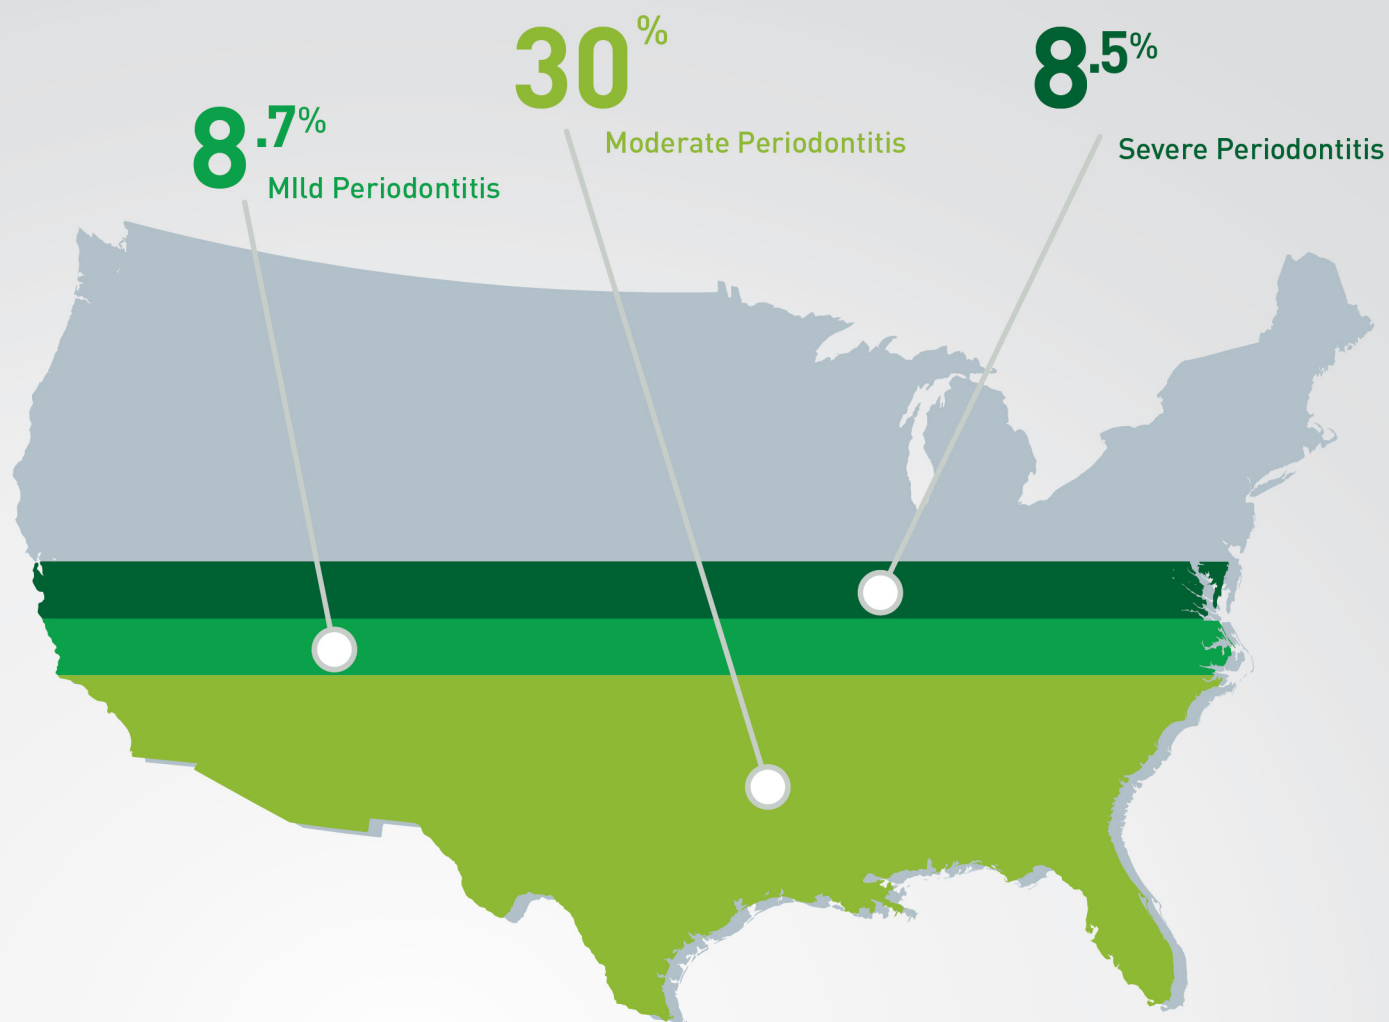 30%
8.5%
8.7%
Moderate Periodontitis
Severe Periodontitis
MIld Periodontitis